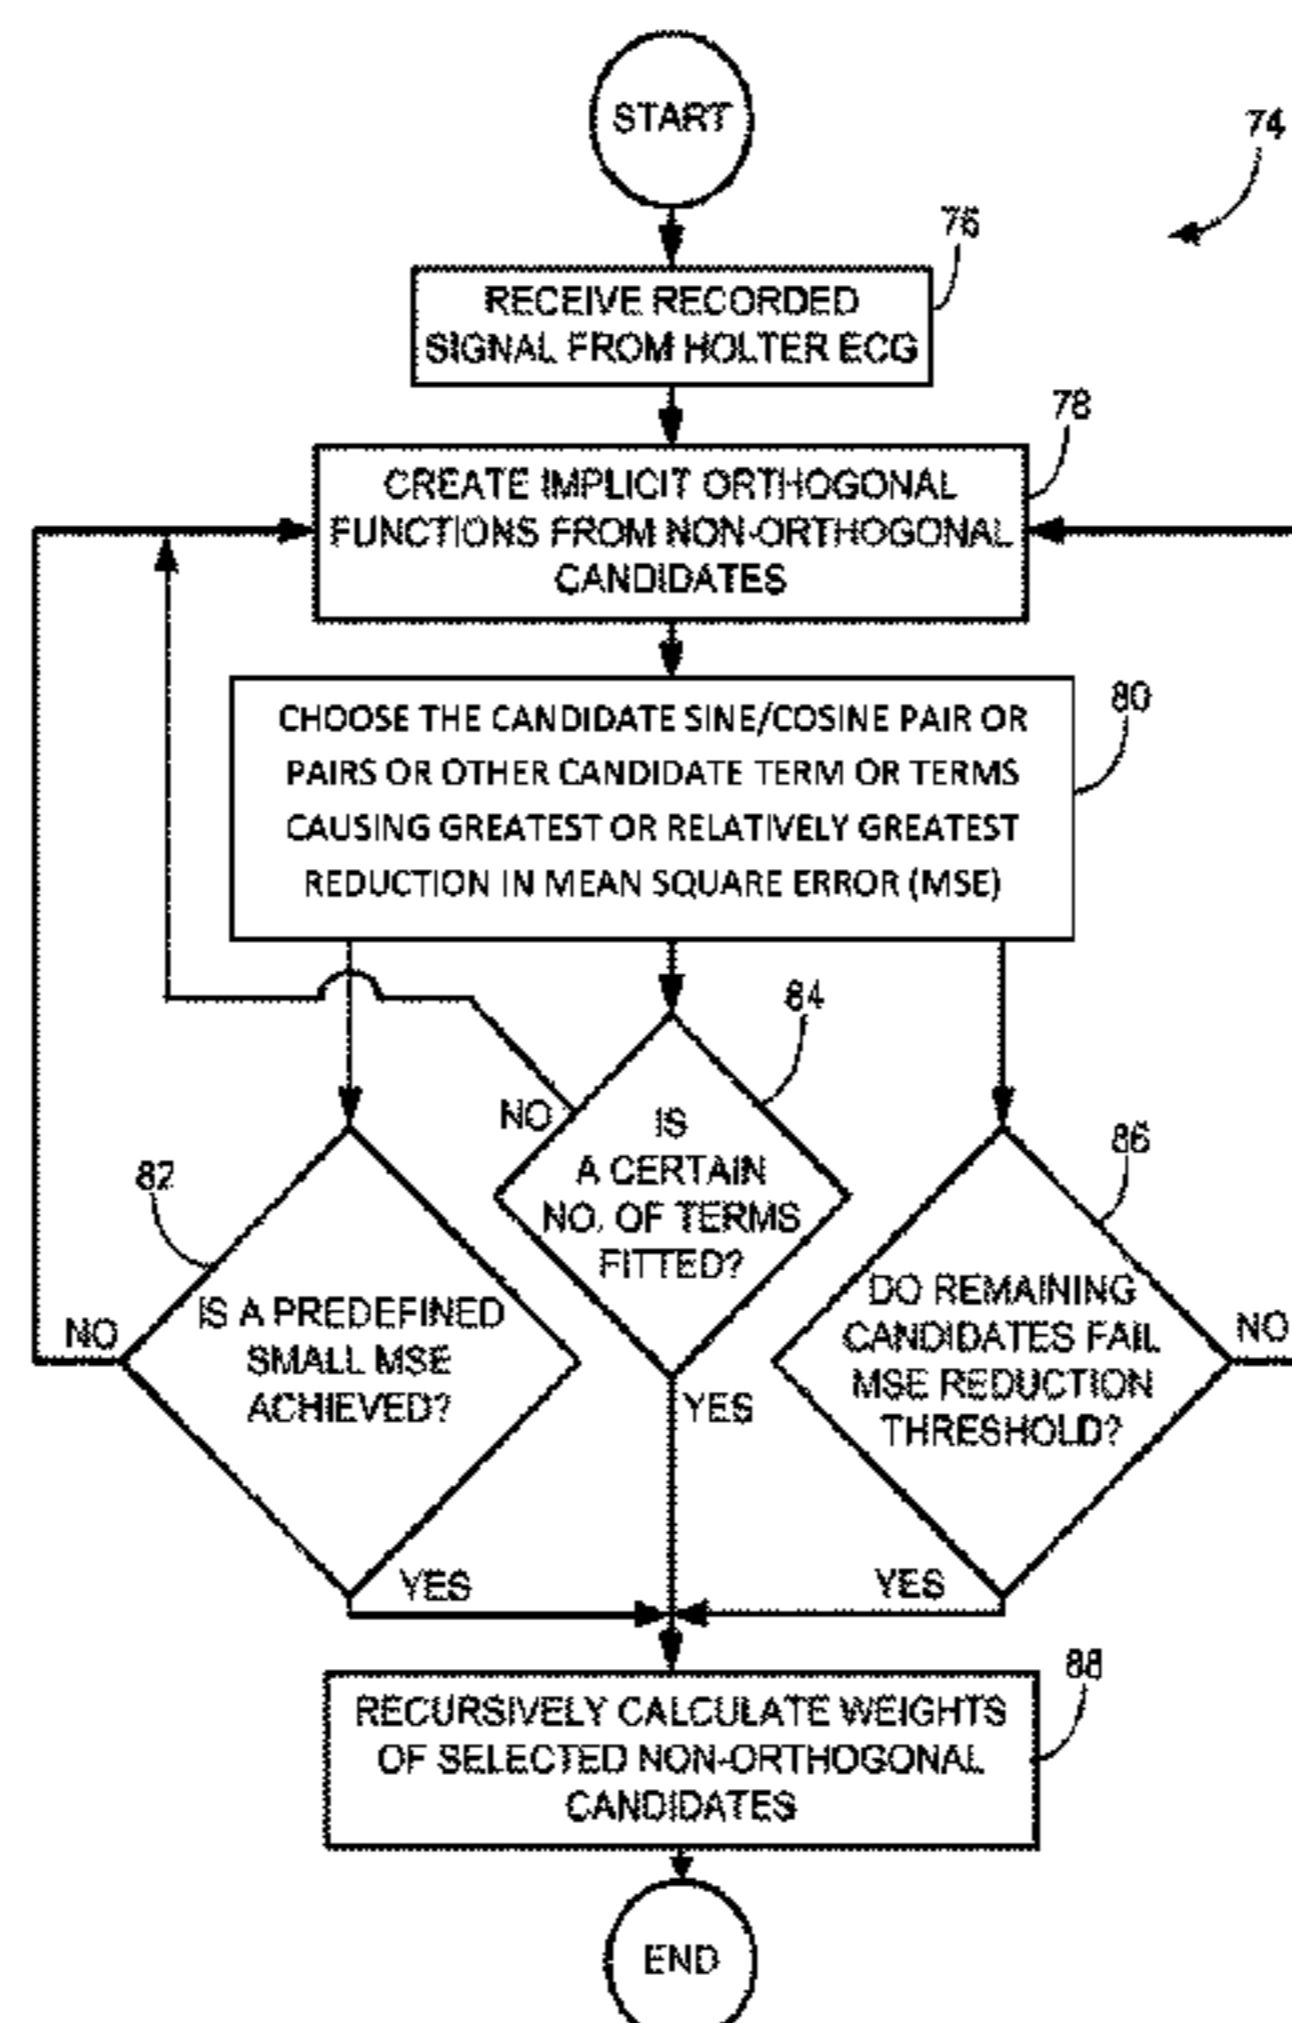 START
74
76
RECEIVE RECORDED
SIGNAL FROM HOLTER ECG
78
CREATE IMPLICIT ORTHOGONAL
FUNCTIONS FROM NON-ORTHOGONAL
CANDIDATES
80
CHOOSE THE CANDIDATE SINE/COSINE PAIR OR
PAIRS OR OTHER CANDIDATE TERM OR TERMS
CAUSING GREATEST OR RELATIVELY GREATEST
REDUCTION IN MEAN SQUARE ERROR (MSE)
84
NO
IS
A CERTAIN
NO. OF TERMS
FITTED?
YES
82
NO
IS A PREDEFINED
SMALL MSE
ACHIEVED?
YES
86
DO REMAINING
CANDIDATES FAIL
MSE REDUCTION
THRESHOLD?
NO
YES
88
RECURSIVELY CALCULATE WEIGHTS
OF SELECTED NON-ORTHOGONAL
CANDIDATES
END